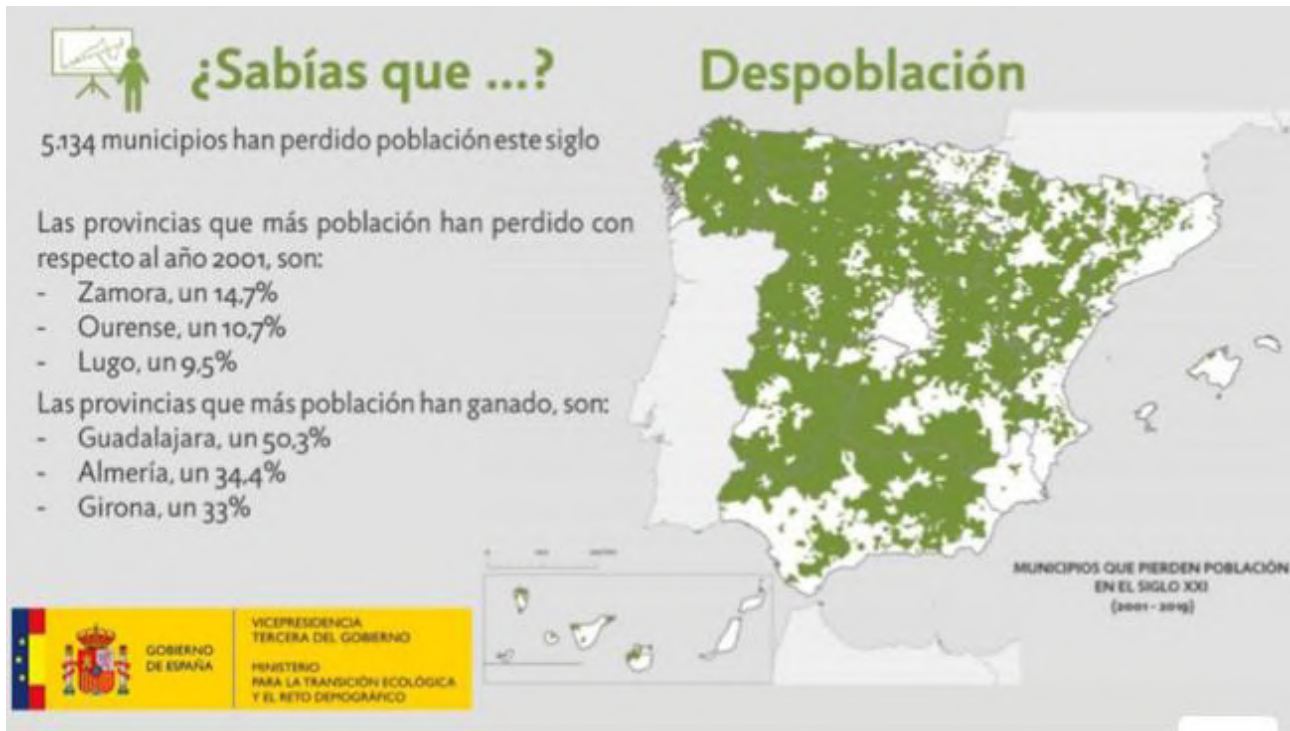 ¿Sabías que ...?
Despoblación
5.134 municipios han perdido población este siglo
Las provincias que más población han perdido con
respecto al año 2001, son:
- Zamora, un 14,7%
- Ourense, un 10,7%
- Lugo, un 9,5%
Las provincias que más población han ganado, son:
- Guadalajara, un 50,3%
- Almería, un 34,4%
- Girona, un 33%
MUNICIPIOS QUE PIERDEN POBLACIÓN
EN EL SIGLO XXI
(2001 - 2019)
GOBIERNO
DE ESPAÑA
VICEPRESIDENCIA
TERCERA DEL GOBIERNO
MINISTERIO
PARA LA TRANSICIÓN ECOLÓGICA
Y EL RETO DEMOGRÁFICO